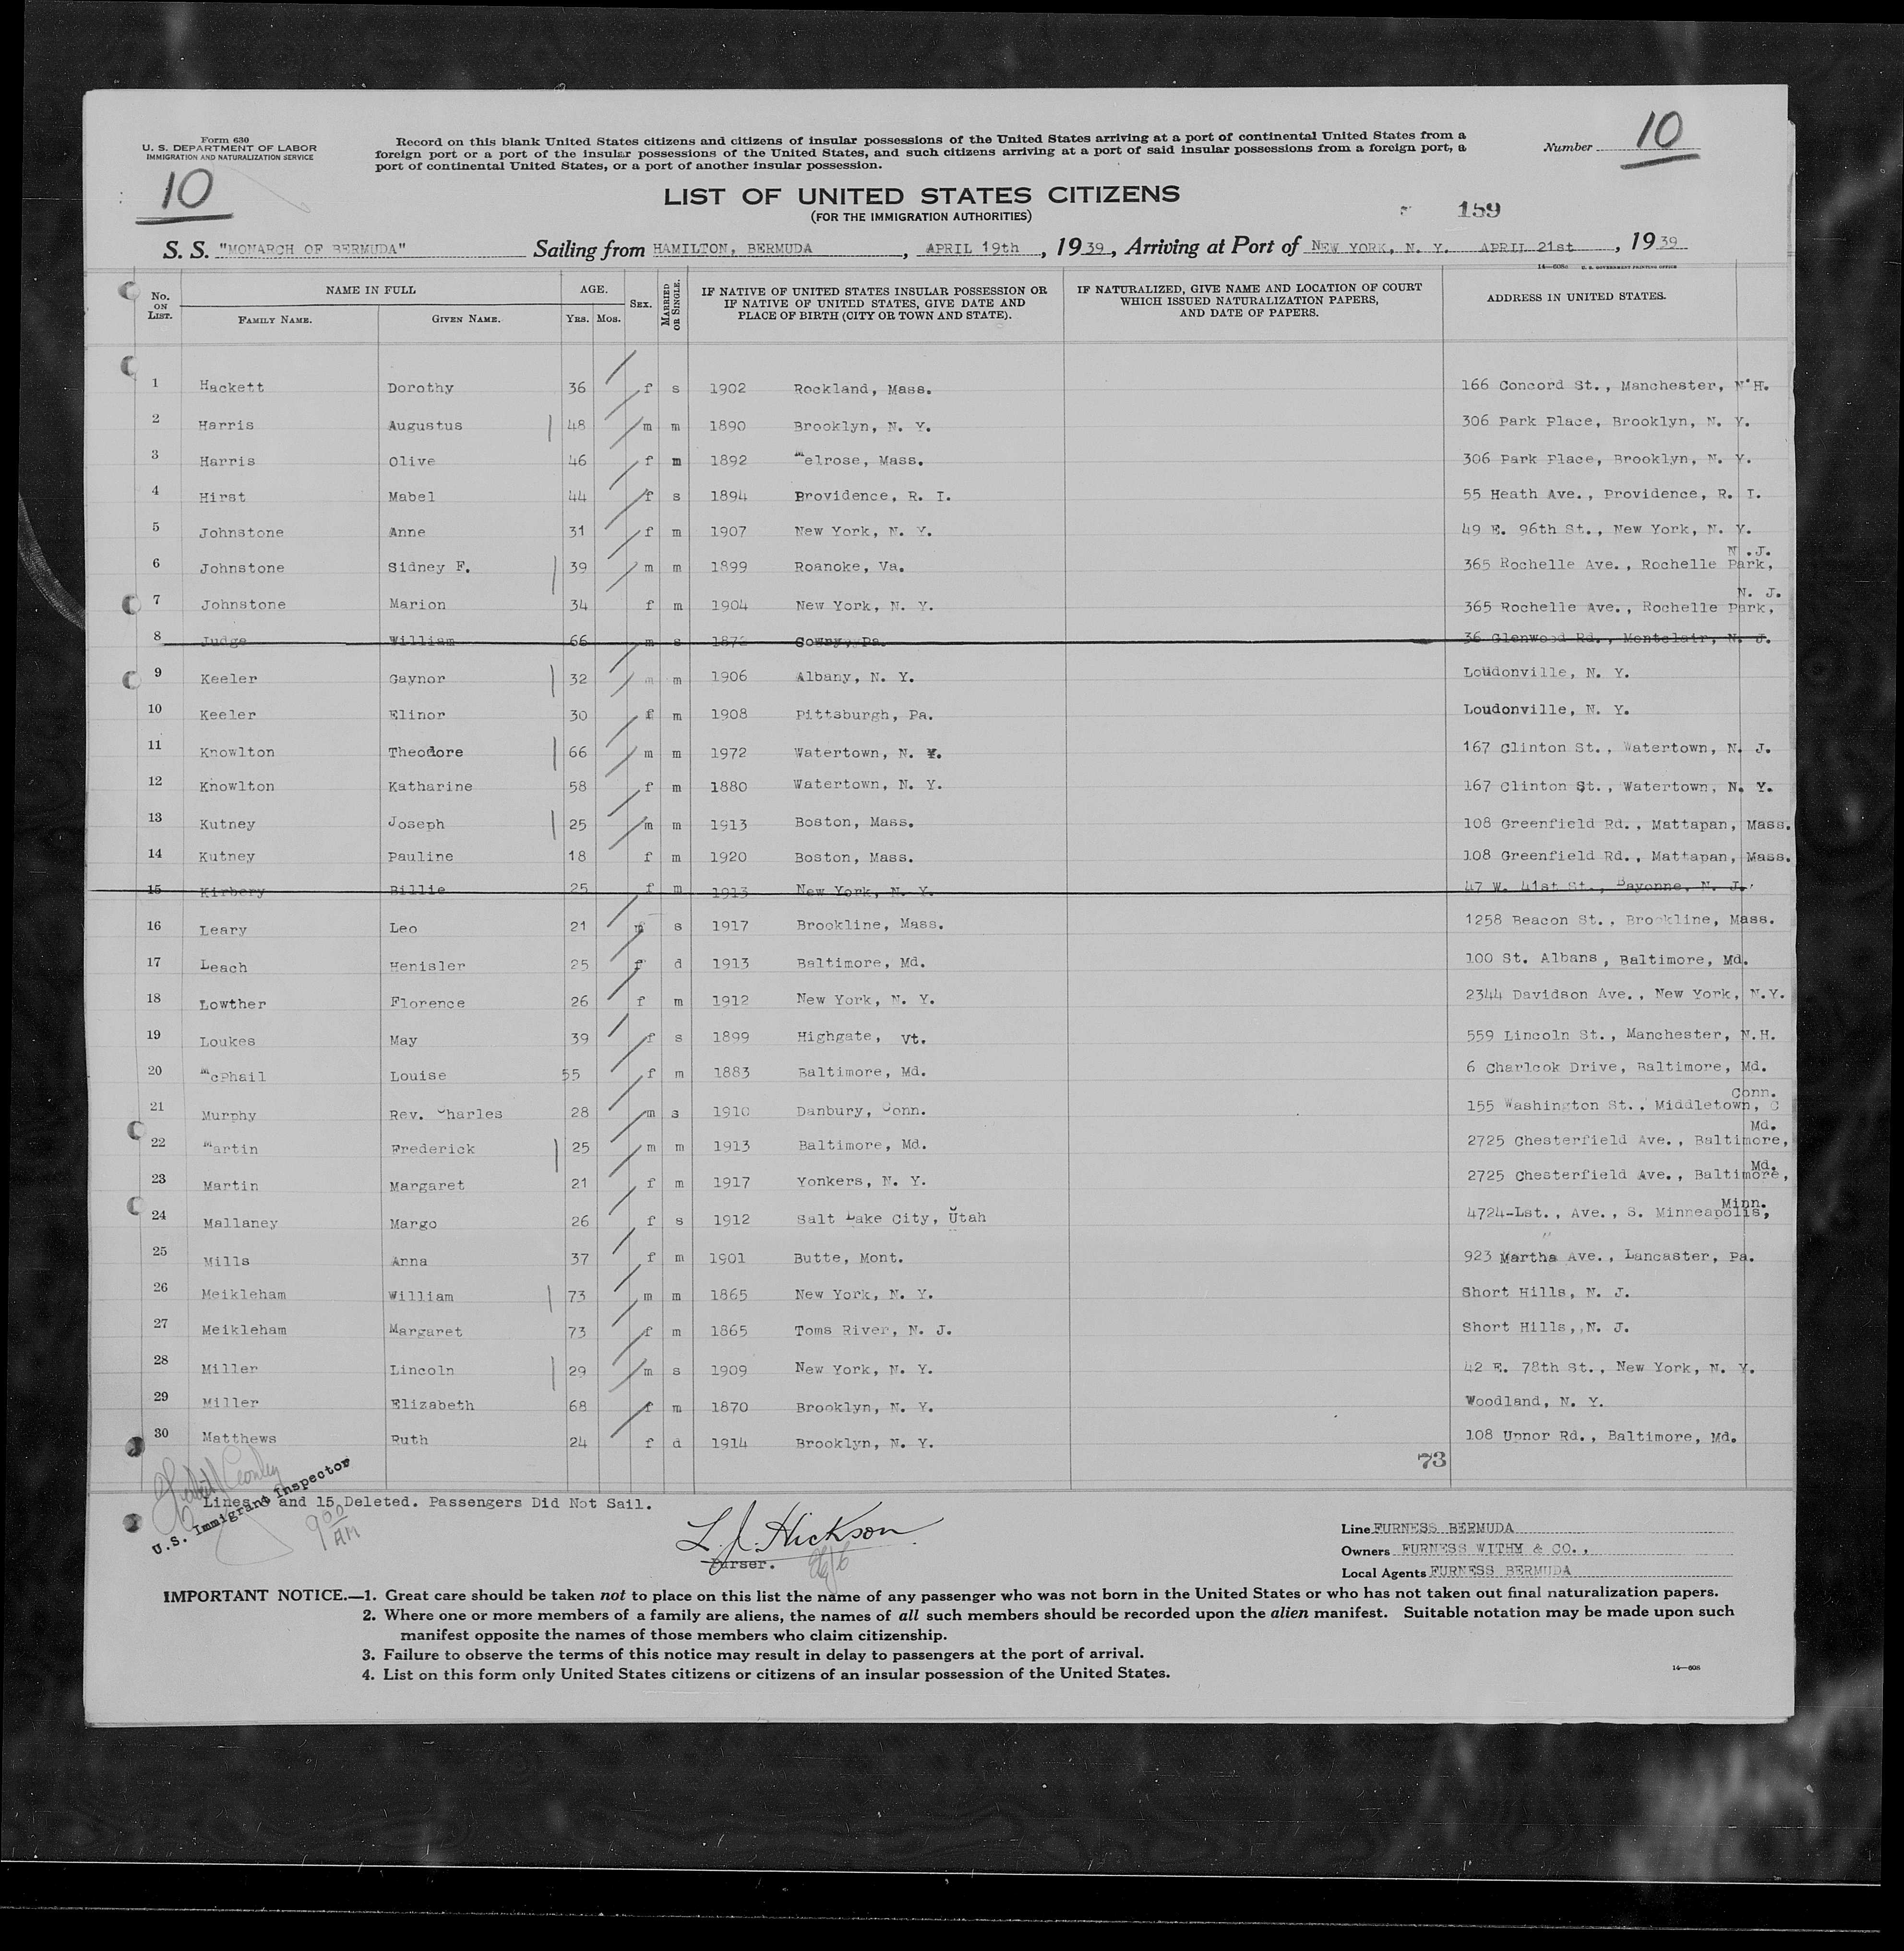 Form 630
U. S. DEPARTMENT OF LABOR
IMMIGRATION AND NATURALIZATION SERVICE
10
Record on this blank United States citizens and citizens of insular possessions of the United States arriving at a port of continental United States from a
foreign port or a port of the insular possessions of the United States, and such citizens arriving at a port of said insular possessions from a foreign port, a
port of continental United States, or a port of another insular possession.
Number 10
LIST OF UNITED STATES CITIZENS
(FOR THE IMMIGRATION AUTHORITIES)
159
S. S. "MONARCH OF BERMUDA" Sailing from HAMILTON, BERMUDA, APRIL 19th, 1939, Arriving at Port of NEW YORK, N. Y. APRIL 21st, 1939
14—608c U. S. GOVERNMENT PRINTING OFFICE
No. ON LIST. NAME IN FULL FAMILY NAME. GIVEN NAME. AGE. YRS. MOS. SEX. MARRIED OR SINGLE. IF NATIVE OF UNITED STATES INSULAR POSSESSION OR IF NATIVE OF UNITED STATES, GIVE DATE AND PLACE OF BIRTH (CITY OR TOWN AND STATE). IF NATURALIZED, GIVE NAME AND LOCATION OF COURT WHICH ISSUED NATURALIZATION PAPERS, AND DATE OF PAPERS. ADDRESS IN UNITED STATES.
1 Hackett Dorothy 36 f s 1902 Rockland, Mass. 166 Concord St., Manchester, N.H.
2 Harris Augustus 48 m m 1890 Brooklyn, N. Y. 306 Park Place, Brooklyn, N. Y.
3 Harris Olive 46 f m 1892 Melrose, Mass. 306 Park Place, Brooklyn, N. Y.
4 Hirst Mabel 44 f s 1894 Providence, R. I. 55 Heath Ave., Providence, R. I.
5 Johnstone Anne 31 f m 1907 New York, N. Y. 49 E. 96th St., New York, N. Y.
6 Johnstone Sidney F. 39 m m 1899 Roanoke, Va. 365 Rochelle Ave., Rochelle Park, N.J.
7 Johnstone Marion 34 f m 1904 New York, N. Y. 365 Rochelle Ave., Rochelle Park, N. J.
8 Judge William 66 m s 1872 Cowry, Pa. 36 Glenwood Rd., Montclair, N. J.
9 Keeler Gaynor 32 m m 1906 Albany, N. Y. Loudonville, N. Y.
10 Keeler Elinor 30 f m 1908 Pittsburgh, Pa. Loudonville, N. Y.
11 Knowlton Theodore 66 m m 1972 Watertown, N. Y. 167 Clinton St., Watertown, N. J.
12 Knowlton Katharine 58 f m 1880 Watertown, N. Y. 167 Clinton St., Watertown, N. Y.
13 Kutney Joseph 25 m m 1913 Boston, Mass. 108 Greenfield Rd., Mattapan, Mass.
14 Kutney Pauline 18 f m 1920 Boston, Mass. 108 Greenfield Rd., Mattapan, Mass.
15 Kirbery Billie 25 f m 1913 New York, N. Y. 47 W. 41st St., Bayonne, N. J.
16 Leary Leo 21 m s 1917 Brookline, Mass. 1258 Beacon St., Brookline, Mass.
17 Leach Henisler 25 f d 1913 Baltimore, Md. 100 St. Albans, Baltimore, Md.
18 Lowther Florence 26 f m 1912 New York, N. Y. 2344 Davidson Ave., New York, N.Y.
19 Loukes May 39 f s 1899 Highgate, Vt. 559 Lincoln St., Manchester, N.H.
20 McPhail Louise 55 f m 1883 Baltimore, Md. 6 Charlcok Drive, Baltimore, Md.
21 Murphy Rev. Charles 28 m s 1910 Danbury, Conn. 155 Washington St., Middletown, C Conn.
22 Martin Frederick 25 m m 1913 Baltimore, Md. 2725 Chesterfield Ave., Baltimore, Md.
23 Martin Margaret 21 f m 1917 Yonkers, N. Y. 2725 Chesterfield Ave., Baltimore, Md.
24 Mallaney Margo 26 f s 1912 Salt Lake City, Utah 4724-Lst., Ave., S. Minneapolis, Minn.
25 Mills Anna 37 f m 1901 Butte, Mont. 923 Martha Ave., Lancaster, Pa.
26 Meikleham William 73 m m 1865 New York, N. Y. Short Hills, N. J.
27 Meikleham Margaret 73 f m 1865 Toms River, N. J. Short Hills,,N. J.
28 Miller Lincoln 29 m s 1909 New York, N. Y. 42 E. 78th St., New York, N. Y.
29 Miller Elizabeth 68 f m 1870 Brooklyn, N. Y. Woodland, N. Y.
30 Matthews Ruth 24 f d 1914 Brooklyn, N. Y. 108 Upnor Rd., Baltimore, Md.
73
Lines and 15 Deleted. Passengers Did Not Sail.
U.S. Immigrant Inspector
9 00 AM
L. J. Hickson
Purser.
Line FURNESS BERMUDA
Owners FURNESS WITHM & CO.,
Local Agents FURNESS BERMUDA
IMPORTANT NOTICE.—1. Great care should be taken not to place on this list the name of any passenger who was not born in the United States or who has not taken out final naturalization papers.
2. Where one or more members of a family are aliens, the names of all such members should be recorded upon the alien manifest. Suitable notation may be made upon such
manifest opposite the names of those members who claim citizenship.
3. Failure to observe the terms of this notice may result in delay to passengers at the port of arrival.
4. List on this form only United States citizens or citizens of an insular possession of the United States.
14—608